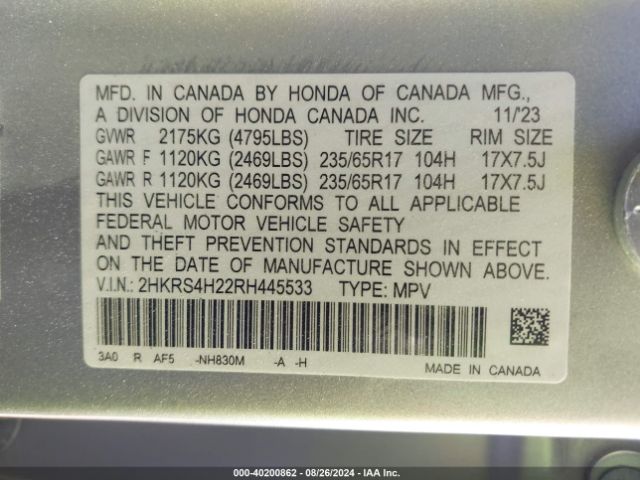 MFD. IN CANADA BY HONDA OF CANADA MFG.,
A DIVISION OF HONDA CANADA INC. 11/'23
GVWR 2175KG (4795LBS) TIRE SIZE RIM SIZE
GAWR F 1120KG (2469LBS) 235/65R17 104H 17X7.5J
GAWR R 1120KG (2469LBS) 235/65R17 104H 17X7.5J
THIS VEHICLE CONFORMS TO ALL APPLICABLE
FEDERAL MOTOR VEHICLE SAFETY
AND THEFT PREVENTION STANDARDS IN EFFECT
ON THE DATE OF MANUFACTURE SHOWN ABOVE.
V.I.N.: 2HKRS4H22RH445533 TYPE: MPV
3A0 R AF5 -NH830M -A -H
MADE IN CANADA
000-40200862 - 08/26/2024 - IAA Inc.